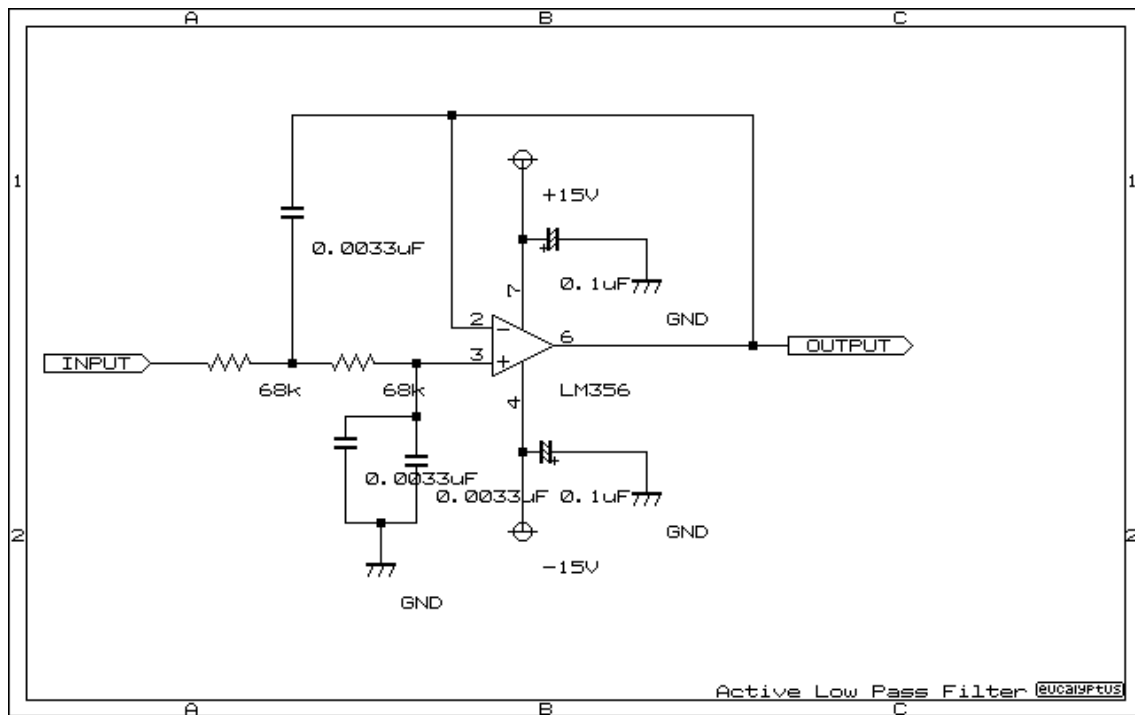 A B C
1 1
+15V
0.0033uF
0.1uF
7
GND
2
-
INPUT
3
+
6
OUTPUT
68k 68k
LM356
4
0.0033uF
0.0033uF 0.1uF
GND
2 2
-15V
GND
Active Low Pass Filter eucalyptus
A B C